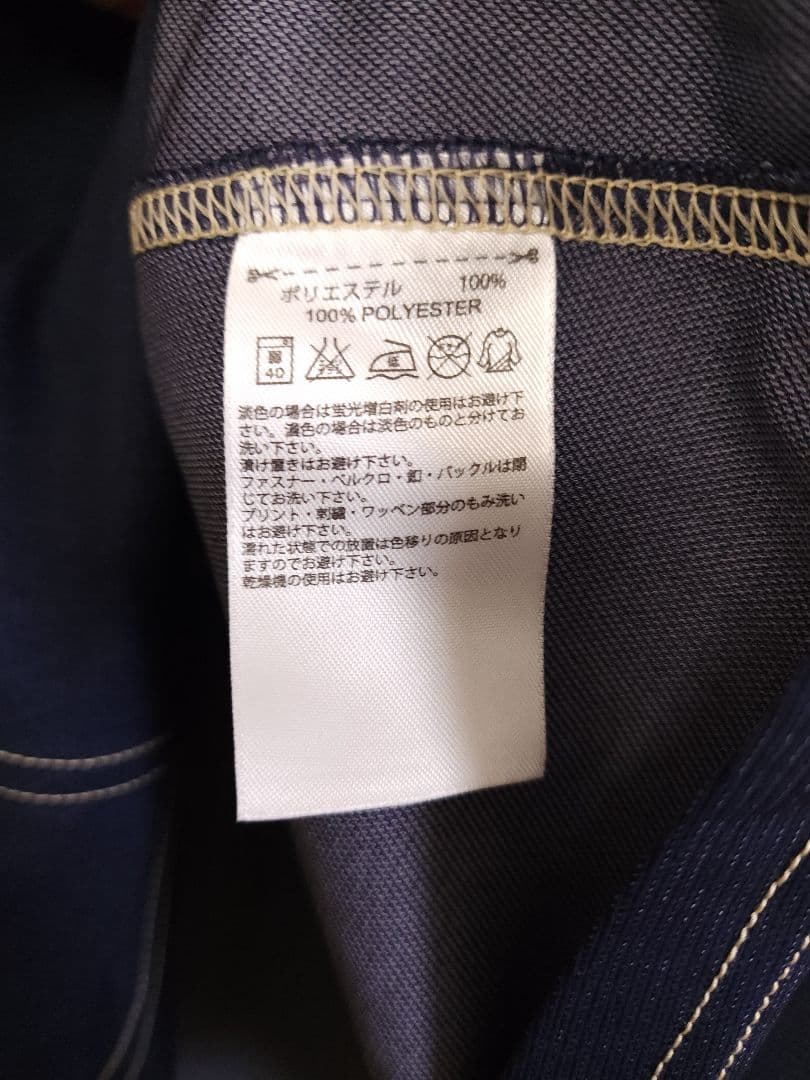 ポリエステル 100%
100% POLYESTER
40 低
淡色の場合は蛍光増白剤の使用はお避け下
さい。濃色の場合は淡色のものと分けてお
洗い下さい。
漬け置きはお避け下さい。
ファスナー・ベルクロ・釦・バックルは閉
じてお洗い下さい。
プリント・刺繍・ワッペン部分のもみ洗い
はお避け下さい。
濡れた状態での放置は色移りの原因となり
ますのでお避け下さい。
乾燥機の使用はお避け下さい。